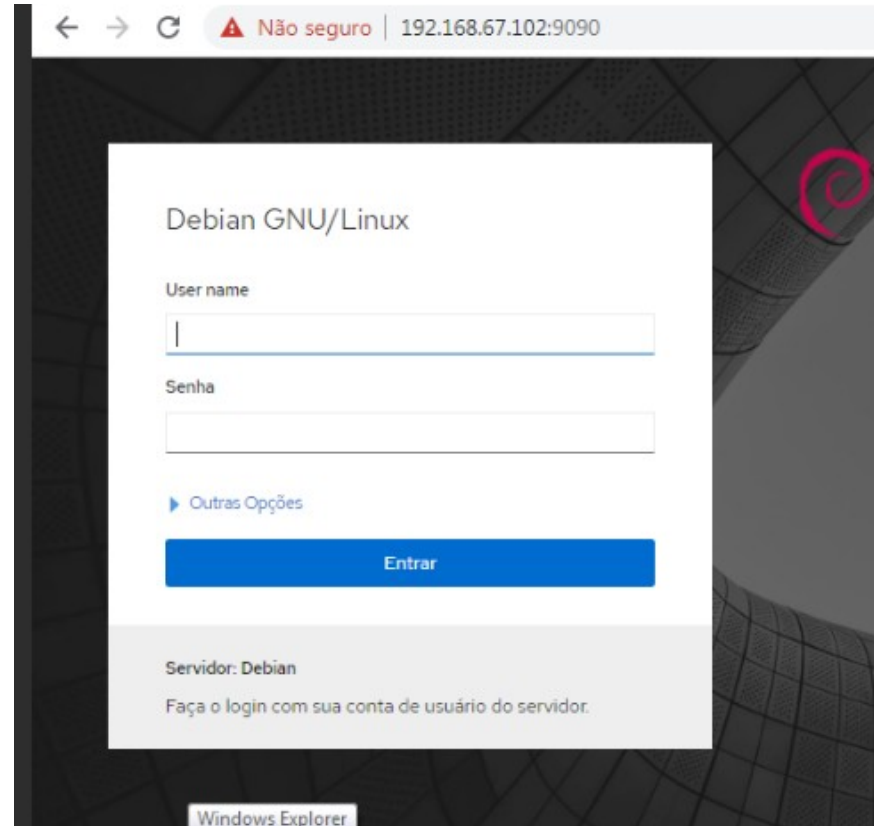 Não seguro | 192.168.67.102:9090
Debian GNU/Linux
User name
Senha
Outras Opções
Entrar
Servidor: Debian
Faça o login com sua conta de usuário do servidor.
Windows Explorer